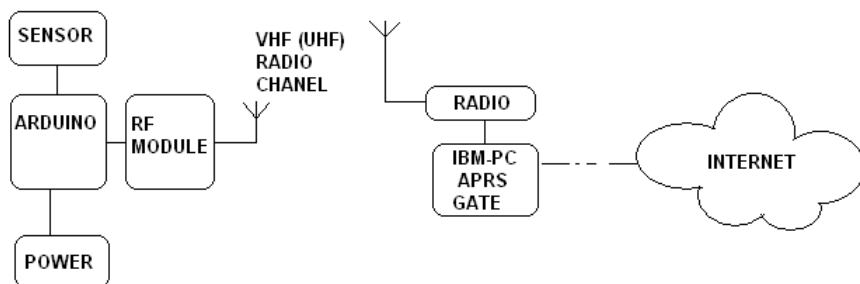 SENSOR
ARDUINO
RF
MODULE
POWER
VHF (UHF)
RADIO
CHANEL
RADIO
IBM-PC
APRS
GATE
INTERNET